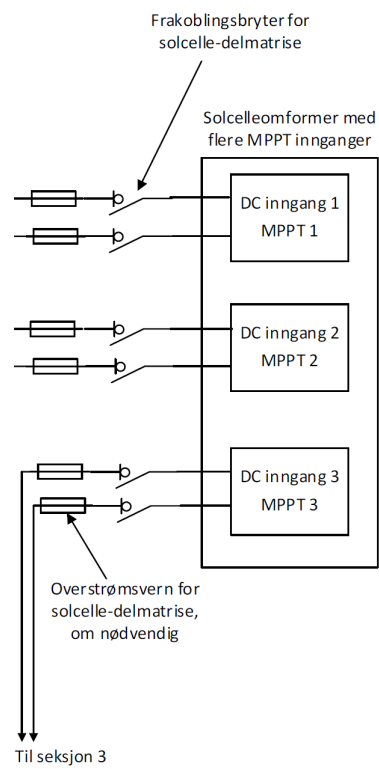 Frakoblingsbryter for
solcelle-delmatrise
Solcelleomformer med
flere MPPT innganger
DC inngang 1
MPPT 1
DC inngang 2
MPPT 2
DC inngang 3
MPPT 3
Overstrømsvern for
solcelle-delmatrise,
om nødvendig
Til seksjon 3